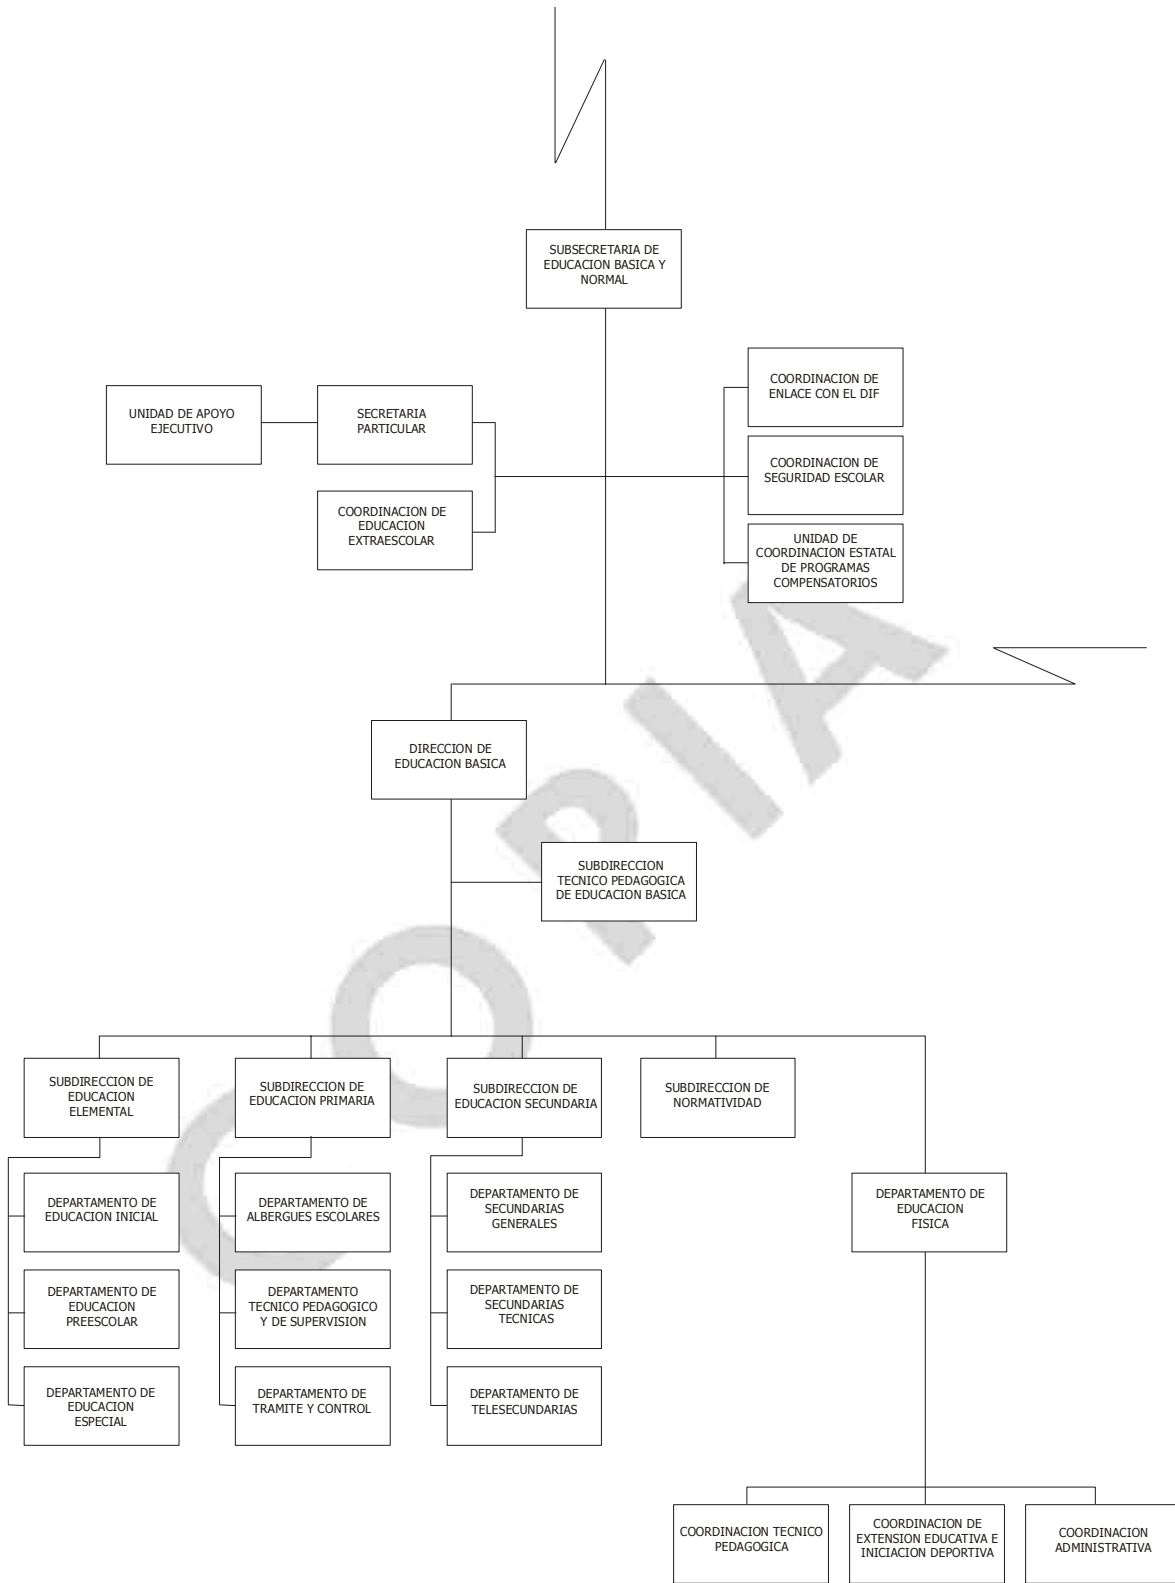 SUBSECRETARIA DE
EDUCACION BASICA Y
NORMAL
COORDINACION DE
ENLACE CON EL DIF
UNIDAD DE APOYO
EJECUTIVO
SECRETARIA
PARTICULAR
COORDINACION DE
SEGURIDAD ESCOLAR
COORDINACION DE
EDUCACION
EXTRAESCOLAR
UNIDAD DE
COORDINACION ESTATAL
DE PROGRAMAS
COMPENSATORIOS
DIRECCION DE
EDUCACION BASICA
SUBDIRECCION
TECNICO PEDAGOGICA
DE EDUCACION BASICA
SUBDIRECCION DE
EDUCACION
ELEMENTAL
SUBDIRECCION DE
EDUCACION PRIMARIA
SUBDIRECCION DE
EDUCACION SECUNDARIA
SUBDIRECCION DE
NORMATIVIDAD
DEPARTAMENTO DE
EDUCACION INICIAL
DEPARTAMENTO DE
ALBERGUES ESCOLARES
DEPARTAMENTO DE
SECUNDARIAS
GENERALES
DEPARTAMENTO DE
EDUCACION
FISICA
DEPARTAMENTO DE
EDUCACION
PREESCOLAR
DEPARTAMENTO
TECNICO PEDAGOGICO
Y DE SUPERVISION
DEPARTAMENTO DE
SECUNDARIAS
TECNICAS
DEPARTAMENTO DE
EDUCACION
ESPECIAL
DEPARTAMENTO DE
TRAMITE Y CONTROL
DEPARTAMENTO DE
TELESECUNDARIAS
COORDINACION TECNICO
PEDAGOGICA
COORDINACION DE
EXTENSION EDUCATIVA E
INICIACION DEPORTIVA
COORDINACION
ADMINISTRATIVA
COPIA